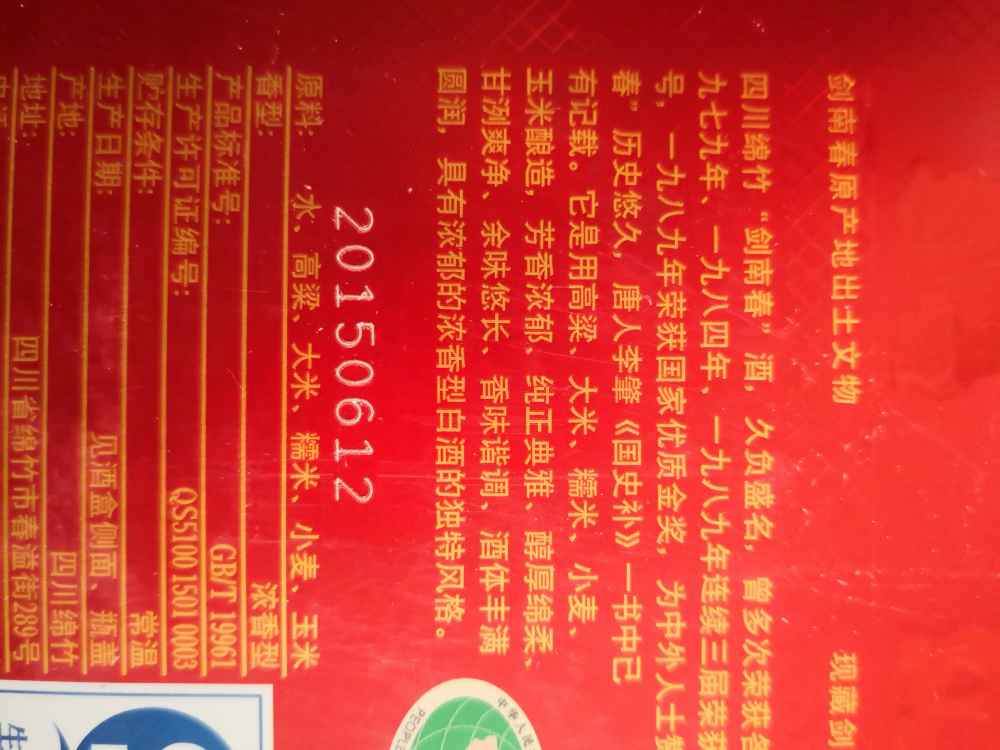 剑南春原产地出土文物 现藏剑
四川绵竹“剑南春”酒，久负盛名，曾多次荣获各
九七九年、一九八四年、一九八九年连续三届荣获
号，一九八九年荣获国家优质金奖，为中外人士
春”历史悠久，唐人李肇《国史补》一书中已
有记载。它是用高粱、大米、糯米、小麦、
玉米酿造，芳香浓郁、纯正典雅、醇厚绵柔、
甘洌爽净、余味悠长、香味谐调、酒体丰满
圆润，具有浓郁的浓香型白酒的独特风格。
20150612
原料: 水、高粱、大米、糯米、小麦、玉米
香型: 浓香型
产品标准号: GB/T 19961
生产许可证编号: QS5100 1501 0003
贮存条件: 常温
生产日期: 见酒盒侧面、瓶盖
产地: 四川绵竹
地址: 四川省绵竹市春溢街289号